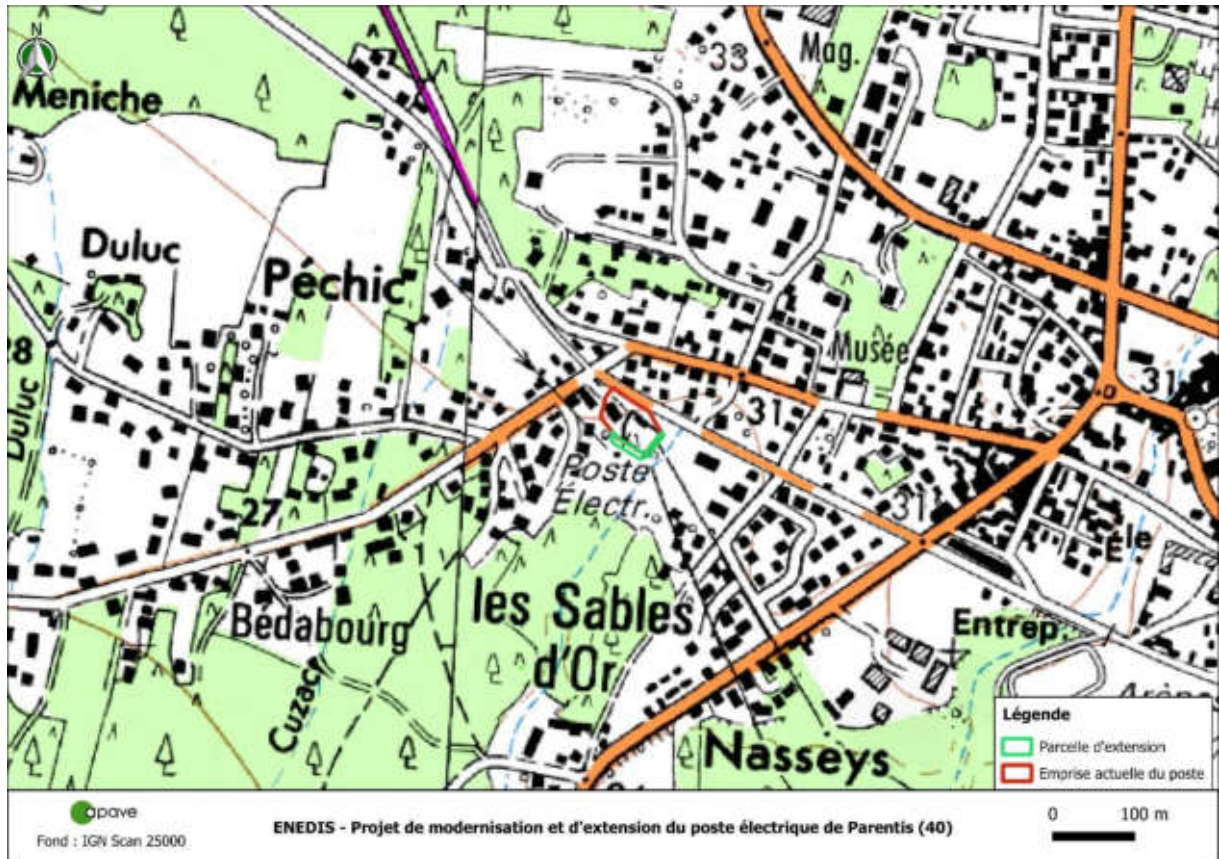 N
Meniche
33
Mag.
Duluc
Péchic
Musée
31
31
28
Duluc
Poste
Électr.
27
31
Éle
les Sables
d'Or
Bédabourg
Entrep.
Cuzac
Nasseys
Légende
Parcelle d'extension
Emprise actuelle du poste
apave
Fond : IGN Scan 25000
ENEDIS - Projet de modernisation et d'extension du poste électrique de Parentis (40)
0 100 m